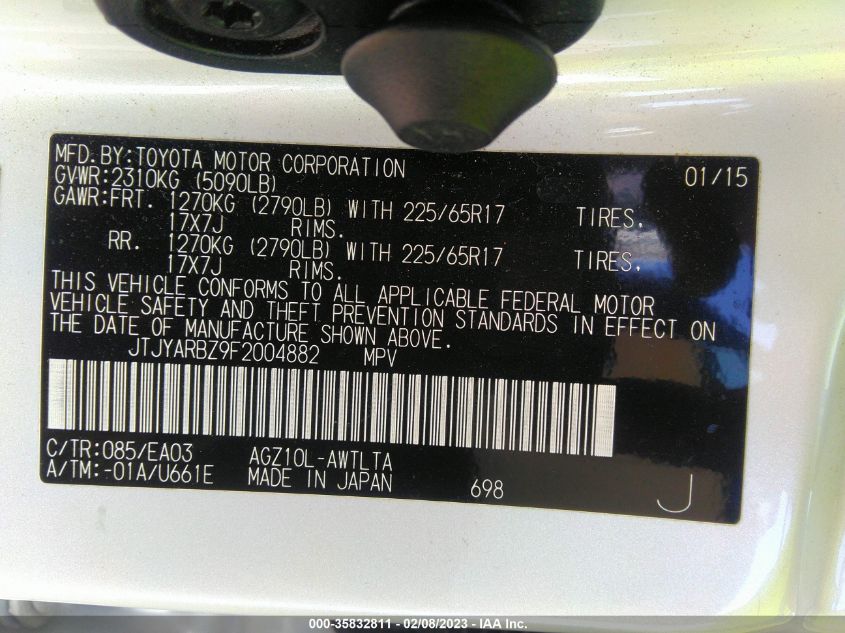 MFD.BY:TOYOTA MOTOR CORPORATION 01/15
GVWR:2310KG (5090LB)
GAWR:FRT. 1270KG (2790LB) WITH 225/65R17 TIRES,
17X7J RIMS.
RR. 1270KG (2790LB) WITH 225/65R17 TIRES,
17X7J RIMS.
THIS VEHICLE CONFORMS TO ALL APPLICABLE FEDERAL MOTOR
VEHICLE SAFETY AND THEFT PREVENTION STANDARDS IN EFFECT ON
THE DATE OF MANUFACTURE SHOWN ABOVE.
JTJYARBZ9F2004882 MPV
C/TR:085/EA03 AGZ10L-AWTLTA
A/TM:-01A/U661E MADE IN JAPAN 698 J
000-35832811 - 02/08/2023 - IAA Inc.